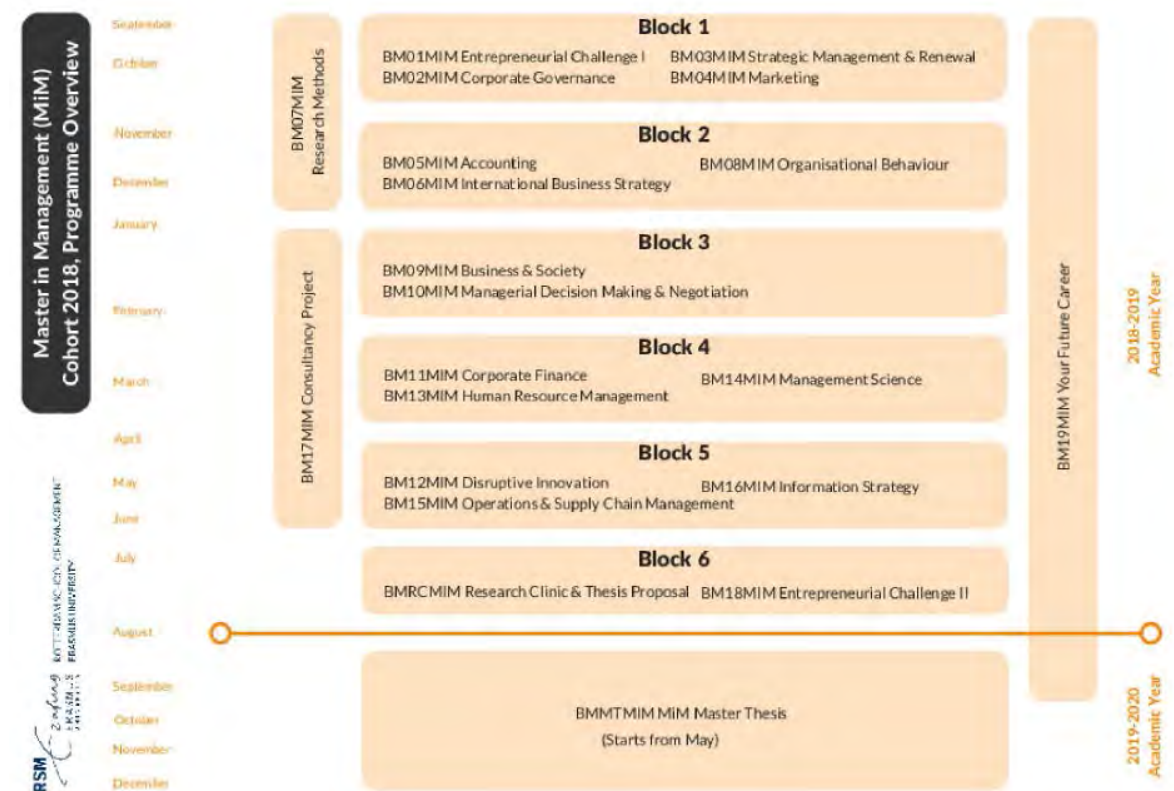 Master in Management (MiM)
Cohort 2018, Programme Overview
September
October
November
December
January
February
March
April
May
June
July
August
September
October
November
December
BM07MIM
Research Methods
BM17MIM Consultancy Project
Block 1
BM01MIM Entrepreneurial Challenge I BM03MIM Strategic Management & Renewal
BM02MIM Corporate Governance BM04MIM Marketing
Block 2
BM05MIM Accounting BM08MIM Organisational Behaviour
BM06MIM International Business Strategy
Block 3
BM09MIM Business & Society
BM10MIM Managerial Decision Making & Negotiation
Block 4
BM11MIM Corporate Finance BM14MIM Management Science
BM13MIM Human Resource Management
Block 5
BM12MIM Disruptive Innovation BM16MIM Information Strategy
BM15MIM Operations & Supply Chain Management
Block 6
BMRCMIM Research Clinic & Thesis Proposal BM18MIM Entrepreneurial Challenge II
BMMTMIM MiM Master Thesis
(Starts from May)
BM19MIM Your Future Career
2018-2019
Academic Year
2019-2020
Academic Year
RSM
Erasmus
ROTTERDAM SCHOOL OF MANAGEMENT
ERASMUS UNIVERSITY